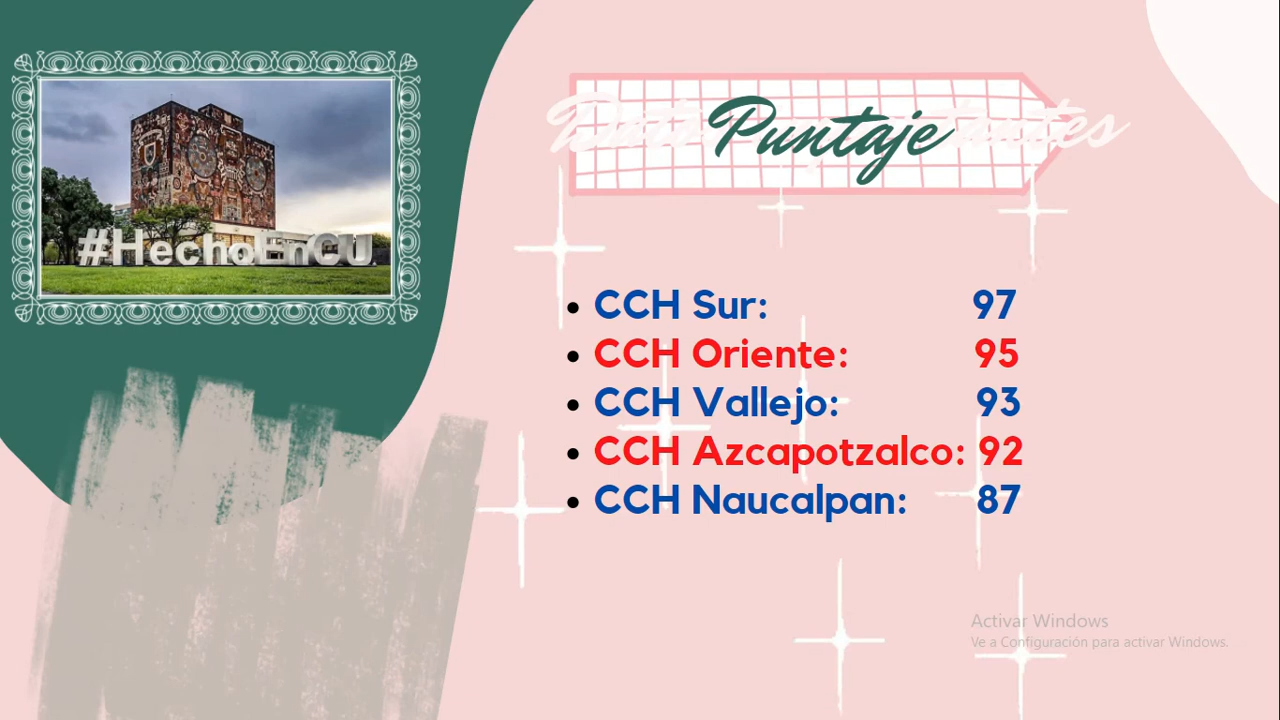 #HechoEnCU
Puntaje
• CCH Sur: 97
• CCH Oriente: 95
• CCH Vallejo: 93
• CCH Azcapotzalco: 92
• CCH Naucalpan: 87
Activar Windows
Ve a Configuración para activar Windows.